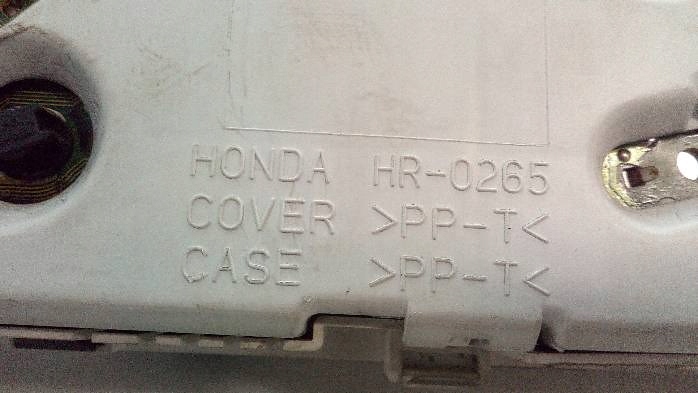 HONDA HR-0265
COVER >PP-T<
CASE >PP-T<